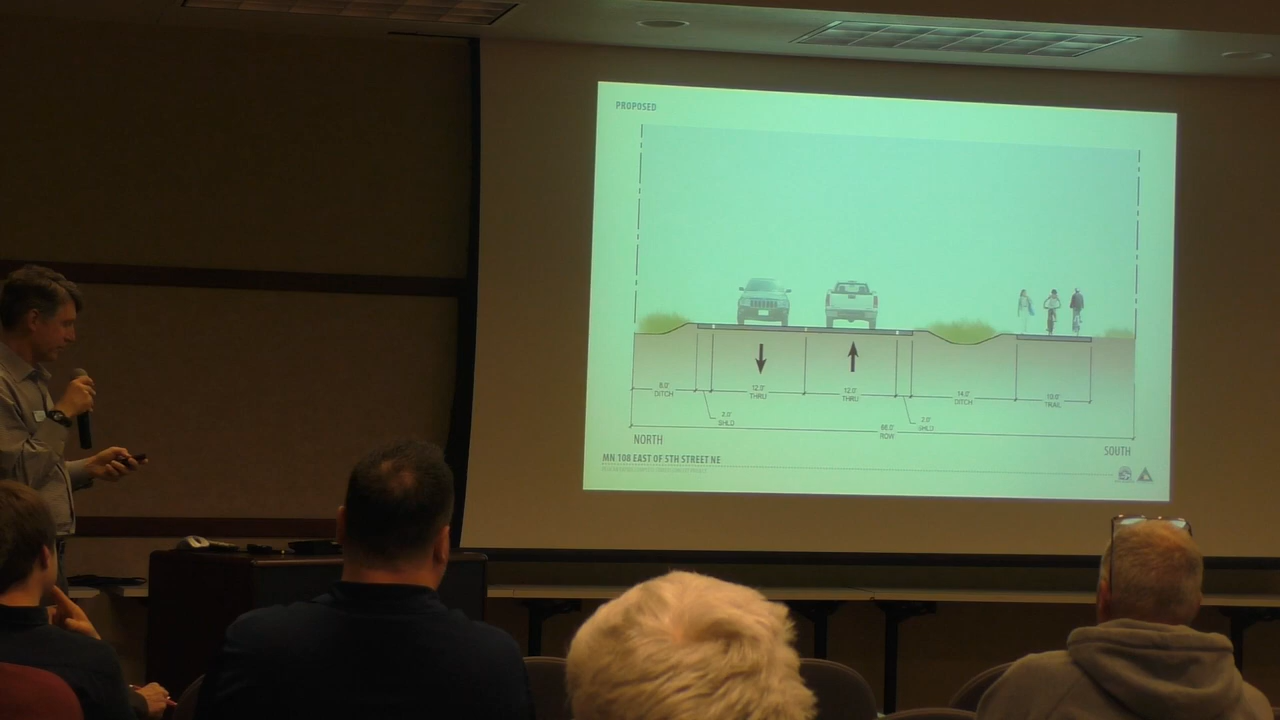 PROPOSED
8.0'
DITCH
12.0'
THRU
12.0'
THRU
14.0'
DITCH
10.0'
TRAIL
2.0'
SHLD
2.0'
SHLD
66.0'
ROW
NORTH
SOUTH
MN 108 EAST OF 5TH STREET NE